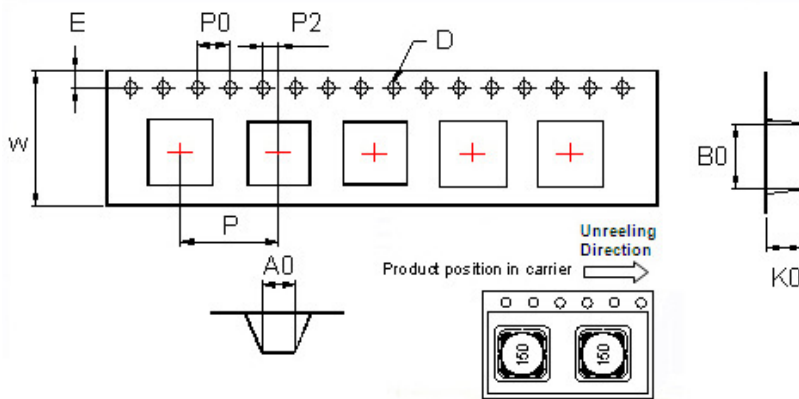 E
P0
P2
D
W
B0
P
A0
K0
Unreeling
Direction
Product position in carrier
150
150